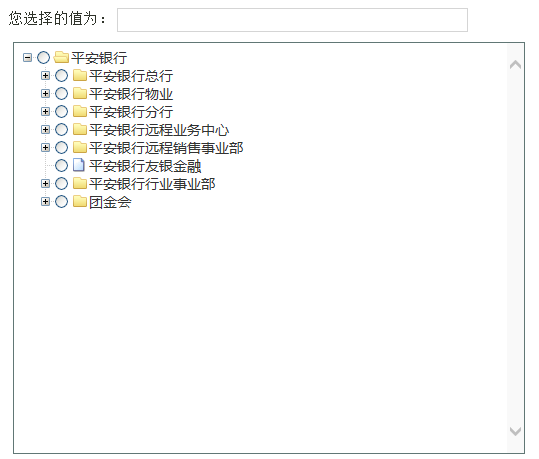 您选择的值为：
平安银行
平安银行总行
平安银行物业
平安银行分行
平安银行远程业务中心
平安银行远程销售事业部
平安银行友银金融
平安银行行业事业部
团金会